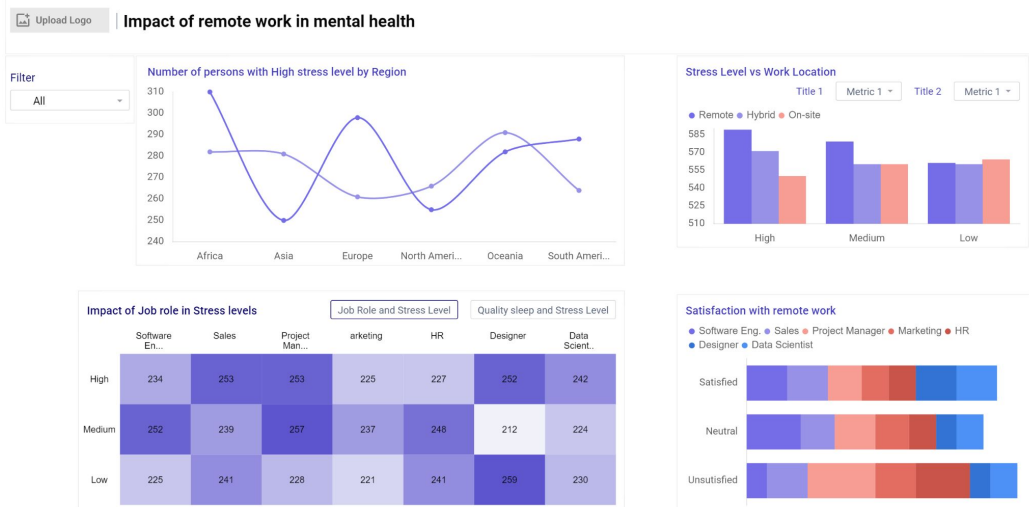 Upload Logo
Impact of remote work in mental health
Filter
All
Number of persons with High stress level by Region
310
300
290
280
270
260
250
240
Africa Asia Europe North Ameri... Oceania South Ameri...
Stress Level vs Work Location
Title 1 Metric 1 Title 2 Metric 1
Remote Hybrid On-site
585
570
555
540
525
510
High Medium Low
Impact of Job role in Stress levels
Job Role and Stress Level Quality sleep and Stress Level
Software En... Sales Project Man... arketing HR Designer Data Scient..
High 234 253 253 225 227 252 242
Medium 252 239 257 237 248 212 224
Low 225 241 228 221 241 259 230
Satisfaction with remote work
Software Eng. Sales Project Manager Marketing HR
Designer Data Scientist
Satisfied
Neutral
Unsutisfied